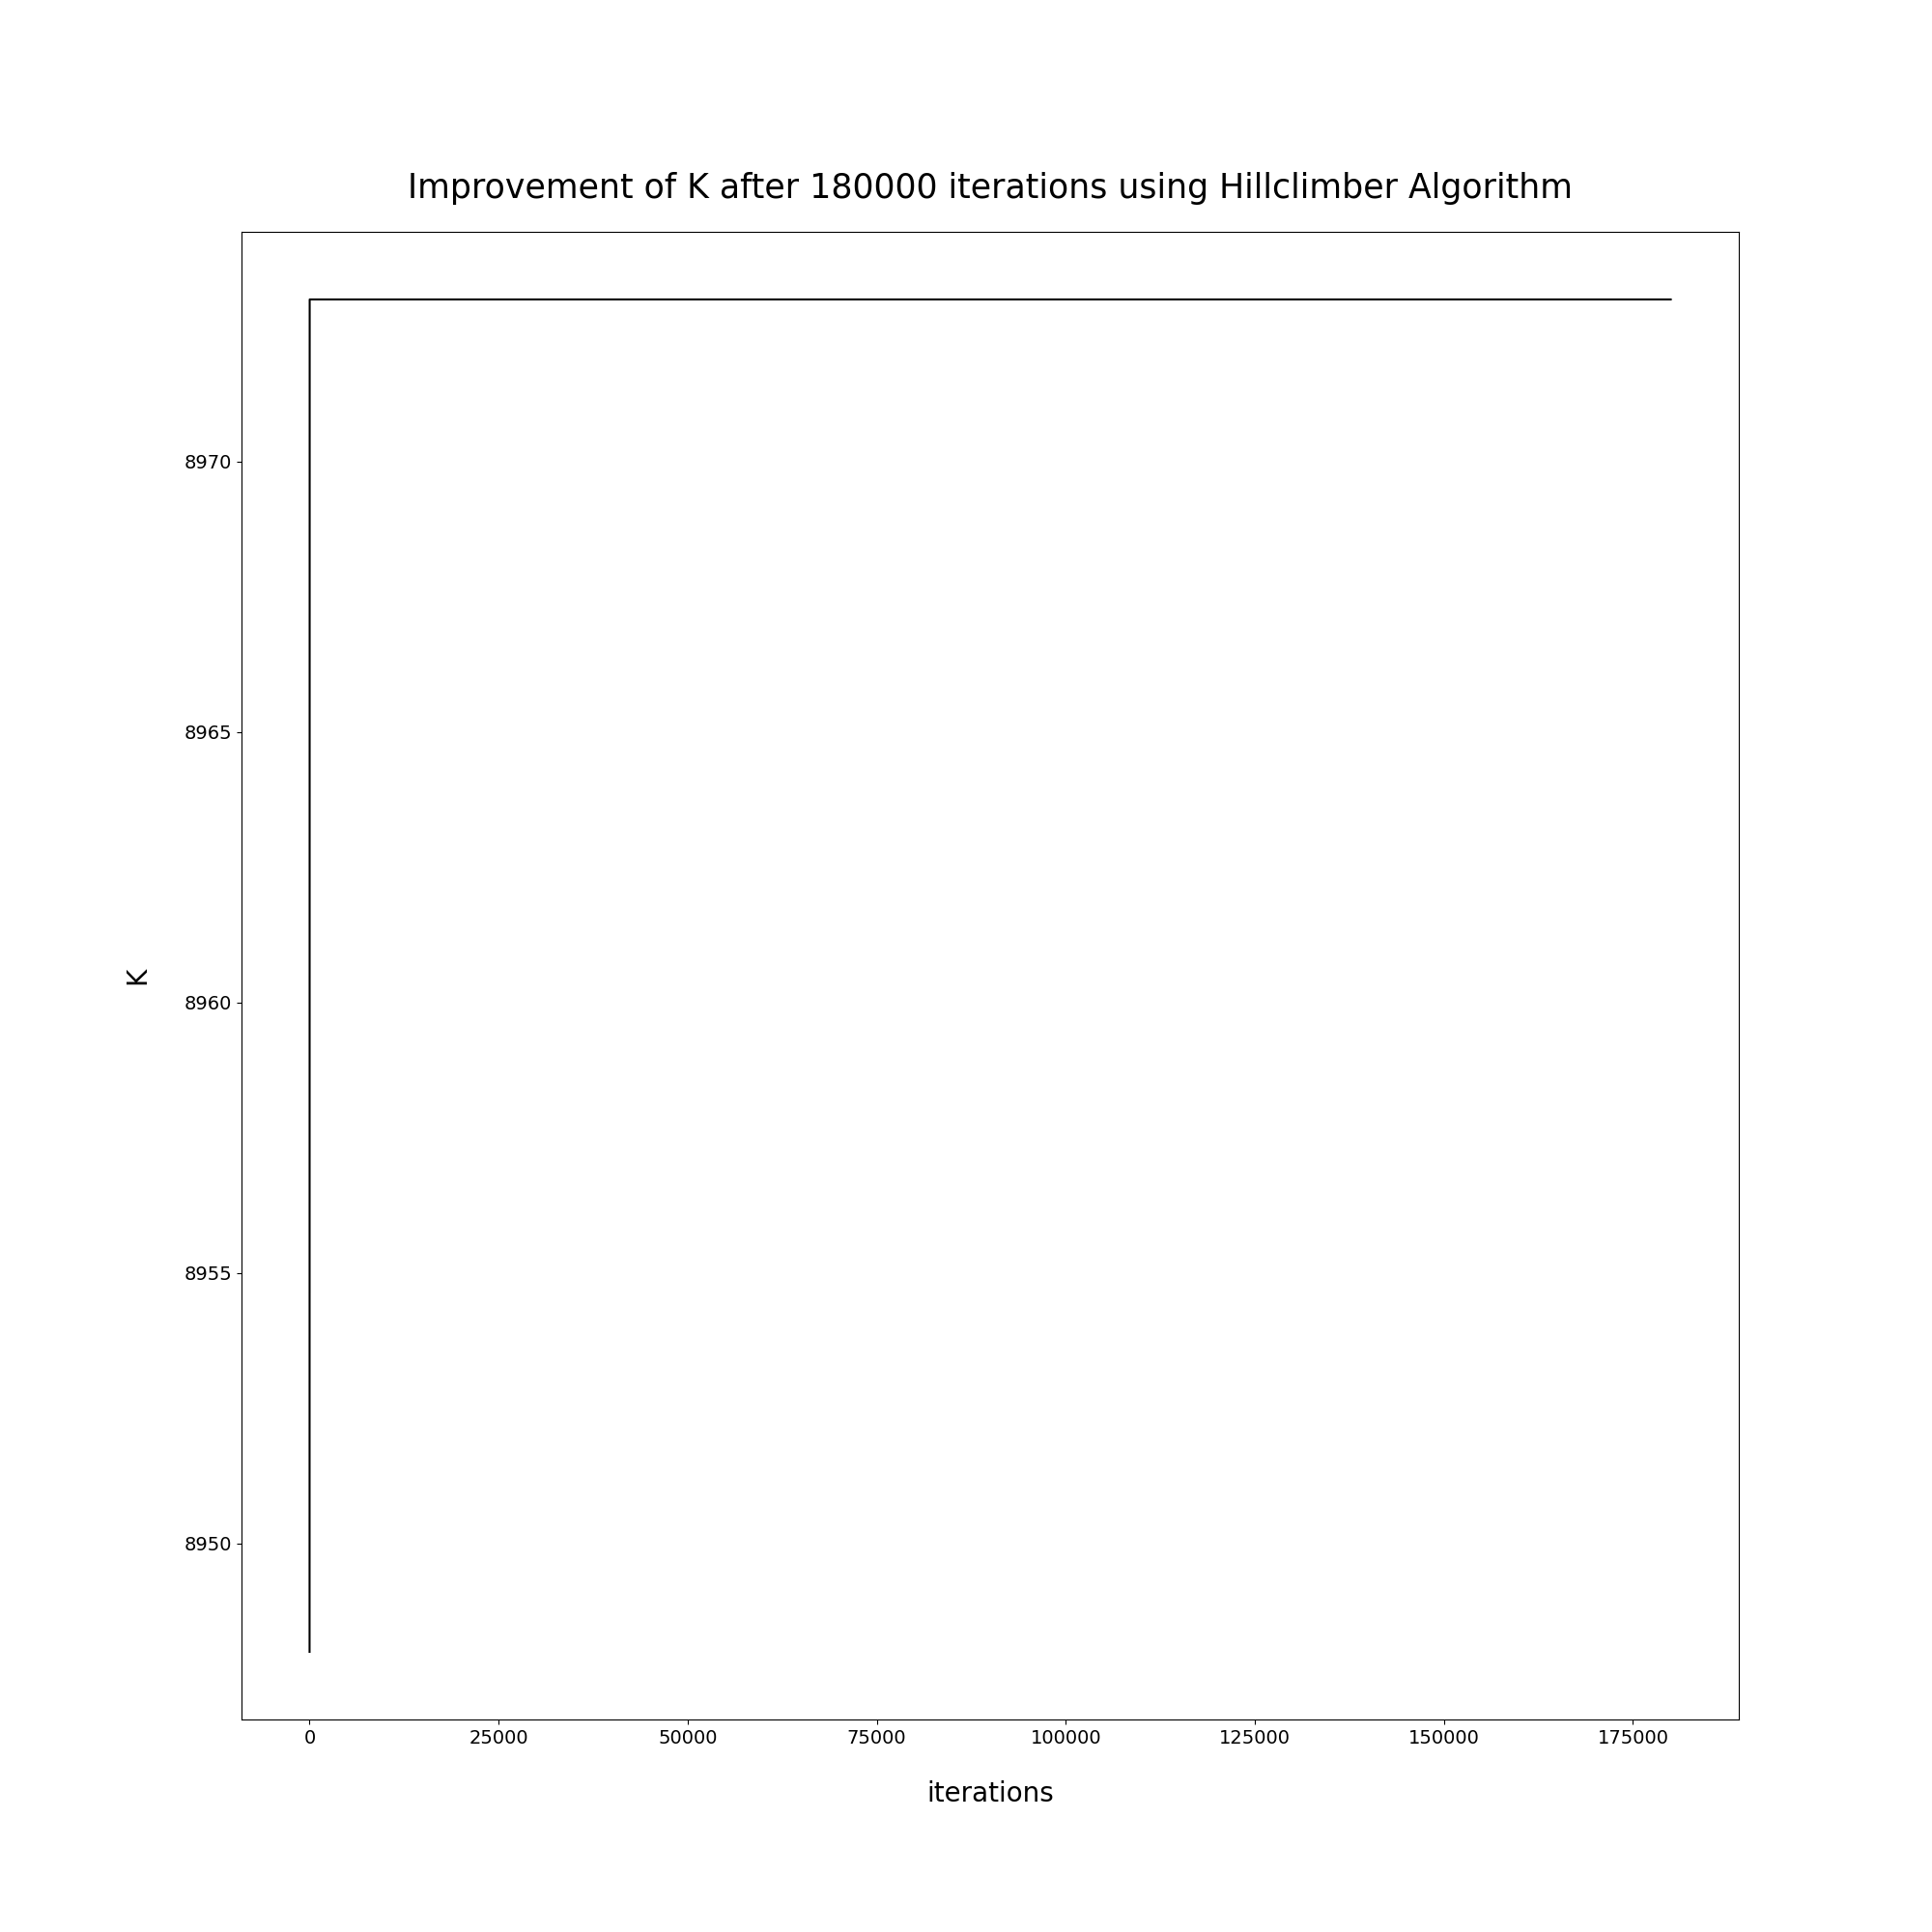 Improvement of K after 180000 iterations using Hillclimber Algorithm
8970
8965
K
8960
8955
8950
0 25000 50000 75000 100000 125000 150000 175000
iterations